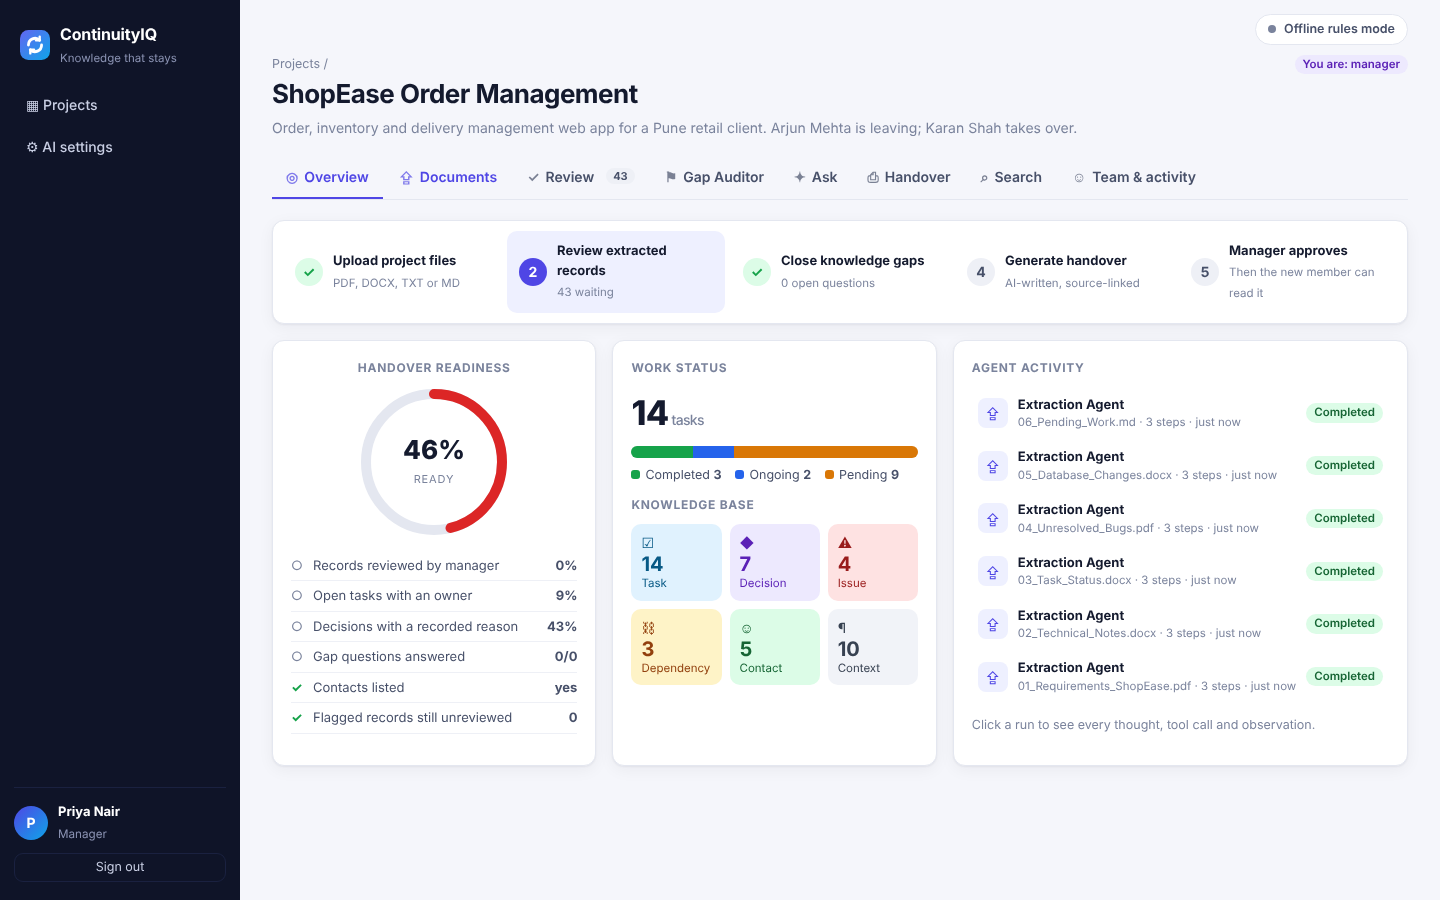 ContinuityIQ
Knowledge that stays
▦ Projects
⚙ AI settings
Priya Nair
P
Manager
Sign out
Offline rules mode
Projects /
You are: manager
ShopEase Order Management
Order, inventory and delivery management web app for a Pune retail client. Arjun Mehta is leaving; Karan Shah takes over.
Overview
Documents
Review 43
Gap Auditor
Ask
Handover
Search
Team & activity
Upload project files
PDF, DOCX, TXT or MD
2
Review extracted
records
43 waiting
Close knowledge gaps
0 open questions
4
Generate handover
AI-written, source-linked
5
Manager approves
Then the new member can
read it
HANDOVER READINESS
46%
READY
Records reviewed by manager 0%
Open tasks with an owner 9%
Decisions with a recorded reason 43%
Gap questions answered 0/0
Contacts listed yes
Flagged records still unreviewed 0
WORK STATUS
14 tasks
Completed 3 Ongoing 2 Pending 9
KNOWLEDGE BASE
14
Task
7
Decision
4
Issue
3
Dependency
5
Contact
¶
10
Context
AGENT ACTIVITY
Extraction Agent
06_Pending_Work.md · 3 steps · just now
Completed
Extraction Agent
05_Database_Changes.docx · 3 steps · just now
Completed
Extraction Agent
04_Unresolved_Bugs.pdf · 3 steps · just now
Completed
Extraction Agent
03_Task_Status.docx · 3 steps · just now
Completed
Extraction Agent
02_Technical_Notes.docx · 3 steps · just now
Completed
Extraction Agent
01_Requirements_ShopEase.pdf · 3 steps · just now
Completed
Click a run to see every thought, tool call and observation.